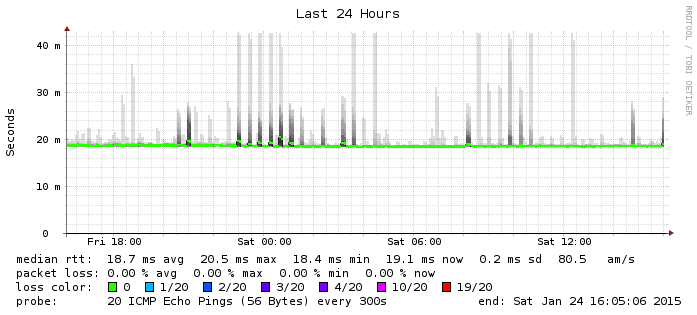 Last 24 Hours
RRDTOOL / TOBI OETIKER
Seconds
40 m
30 m
20 m
10 m
0
Fri 18:00 Sat 00:00 Sat 06:00 Sat 12:00
median rtt: 18.7 ms avg 20.5 ms max 18.4 ms min 19.1 ms now 0.2 ms sd 80.5 am/s
packet loss: 0.00 % avg 0.00 % max 0.00 % min 0.00 % now
loss color: 0 1/20 2/20 3/20 4/20 10/20 19/20
probe: 20 ICMP Echo Pings (56 Bytes) every 300s end: Sat Jan 24 16:05:06 2015